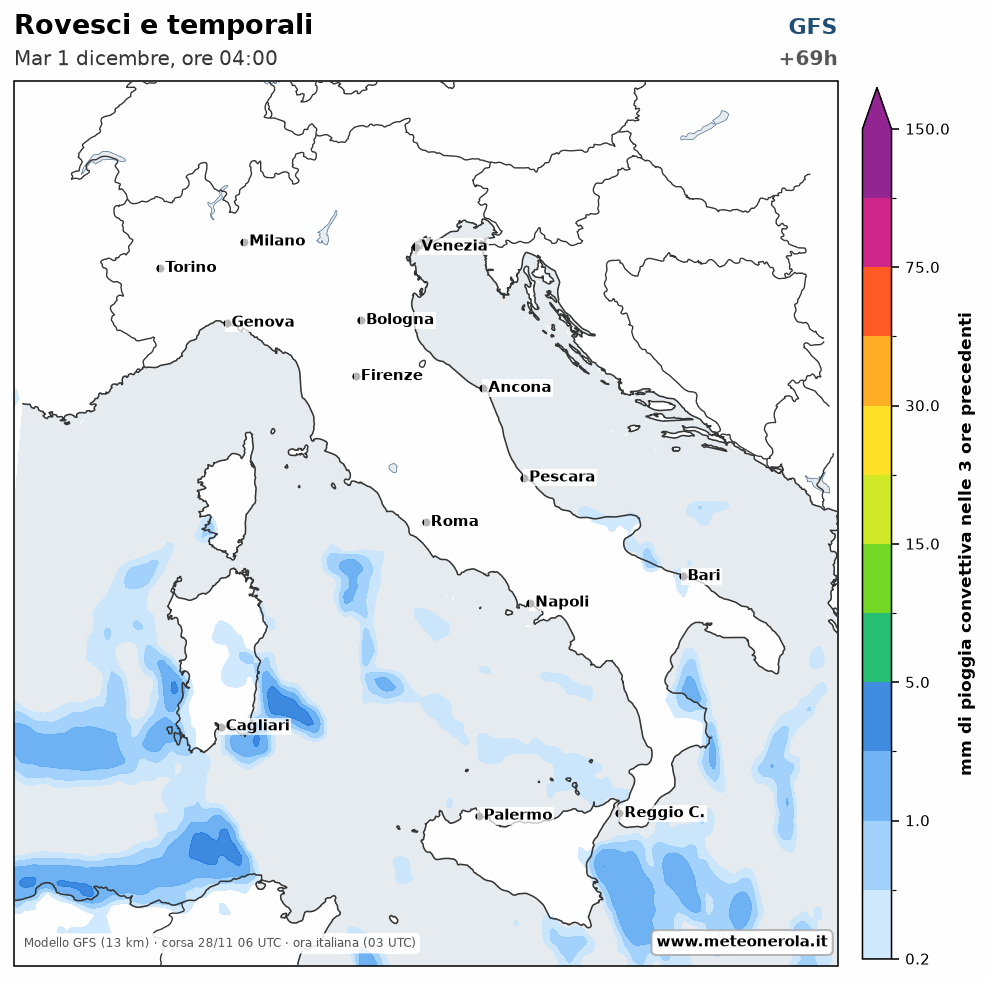 Rovesci e temporali
GFS
Mar 1 dicembre, ore 04:00
+69h
150.0
75.0
30.0
15.0
5.0
1.0
0.2
mm di pioggia convettiva nelle 3 ore precedenti
Milano
Venezia
Torino
Genova
Bologna
Firenze
Ancona
Pescara
Roma
Bari
Napoli
Cagliari
Palermo
Reggio C.
Modello GFS (13 km) · corsa 28/11 06 UTC · ora italiana (03 UTC)
www.meteonerola.it